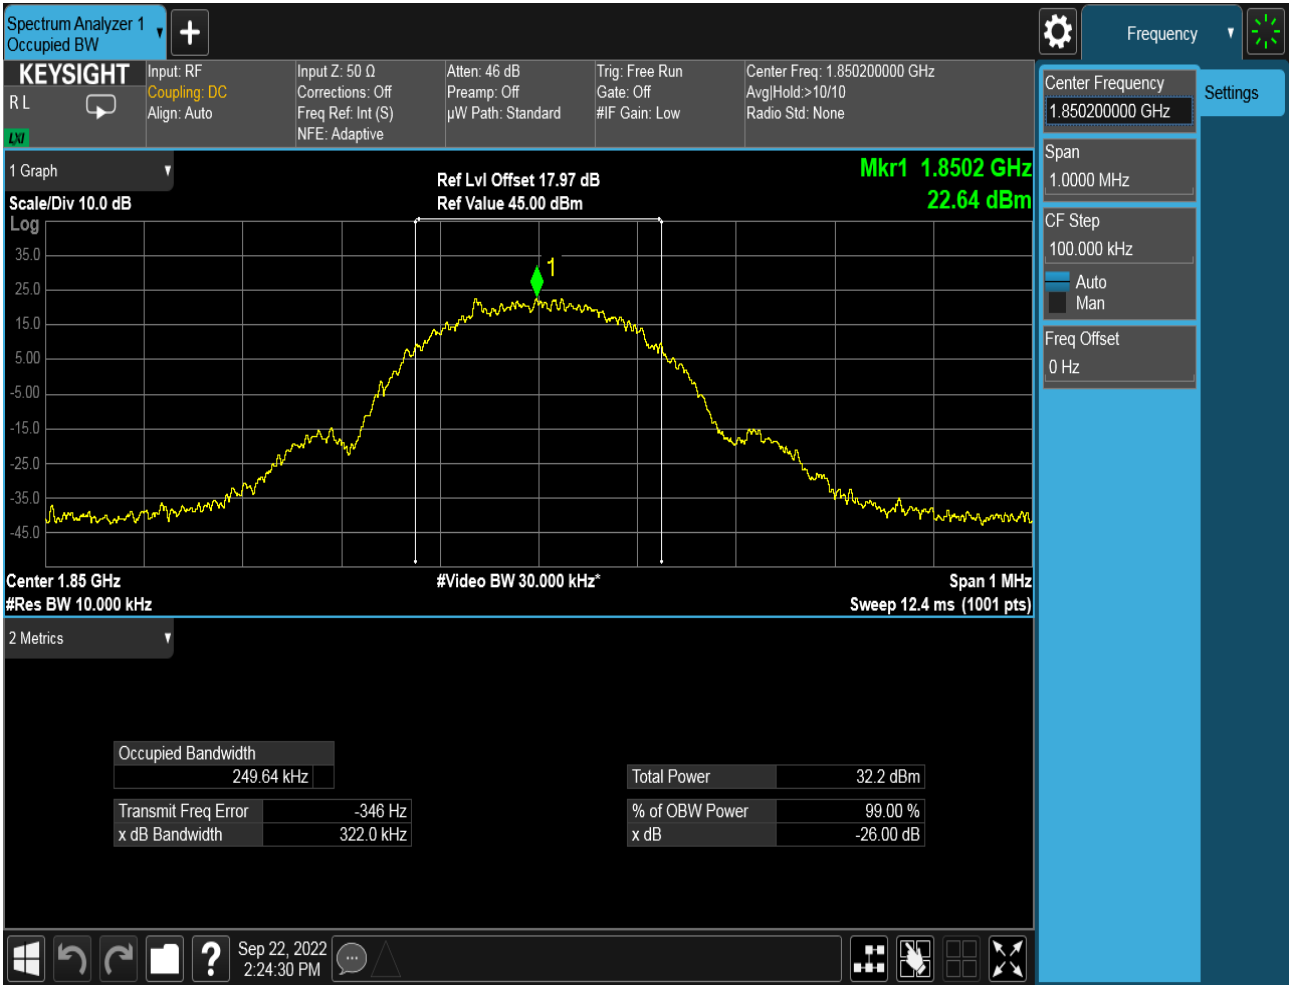 Spectrum Analyzer 1
Occupied BW
Frequency
KEYSIGHT
R L
LXI
Input: RF
Coupling: DC
Align: Auto
Input Z: 50 Ω
Corrections: Off
Freq Ref: Int (S)
NFE: Adaptive
Atten: 46 dB
Preamp: Off
µW Path: Standard
Trig: Free Run
Gate: Off
#IF Gain: Low
Center Freq: 1.850200000 GHz
Avg|Hold:>10/10
Radio Std: None
Center Frequency
1.850200000 GHz
Settings
Span
1.0000 MHz
CF Step
100.000 kHz
Auto
Man
Freq Offset
0 Hz
1 Graph
Scale/Div 10.0 dB
Log
Ref Lvl Offset 17.97 dB
Ref Value 45.00 dBm
Mkr1 1.8502 GHz
22.64 dBm
1
35.0
25.0
15.0
5.00
-5.00
-15.0
-25.0
-35.0
-45.0
Center 1.85 GHz
#Res BW 10.000 kHz
#Video BW 30.000 kHz*
Span 1 MHz
Sweep 12.4 ms (1001 pts)
2 Metrics
Occupied Bandwidth
249.64 kHz
Transmit Freq Error -346 Hz
x dB Bandwidth 322.0 kHz
Total Power 32.2 dBm
% of OBW Power 99.00 %
x dB -26.00 dB
?
Sep 22, 2022
2:24:30 PM